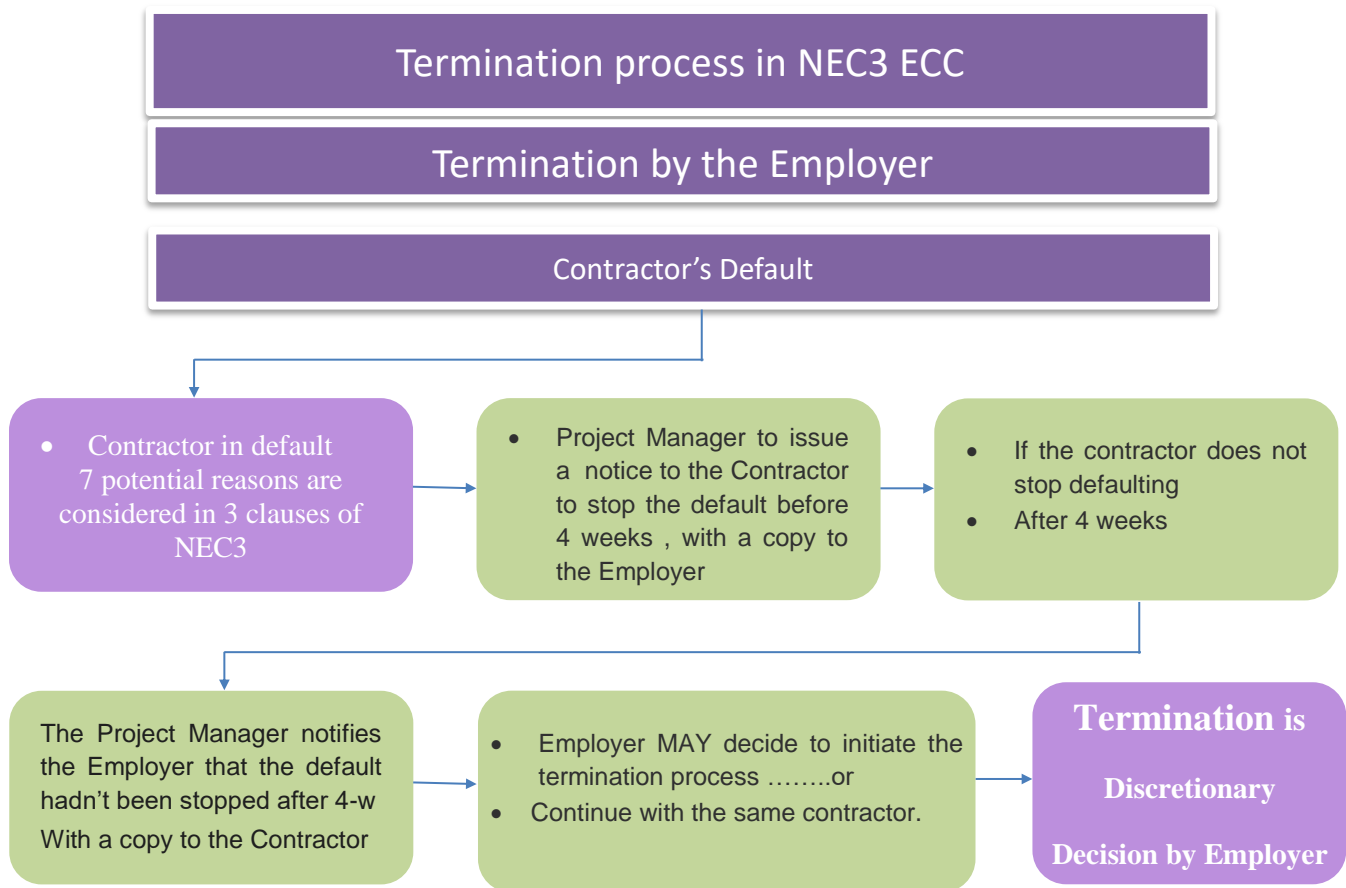 Termination process in NEC3 ECC
Termination by the Employer
Contractor's Default
• Contractor in default
7 potential reasons are
considered in 3 clauses of
NEC3
• Project Manager to issue
a notice to the Contractor
to stop the default before
4 weeks , with a copy to
the Employer
• If the contractor does not
stop defaulting
• After 4 weeks
The Project Manager notifies
the Employer that the default
hadn't been stopped after 4-w
With a copy to the Contractor
• Employer MAY decide to initiate the
termination process ……..or
• Continue with the same contractor.
Termination is
Discretionary
Decision by Employer